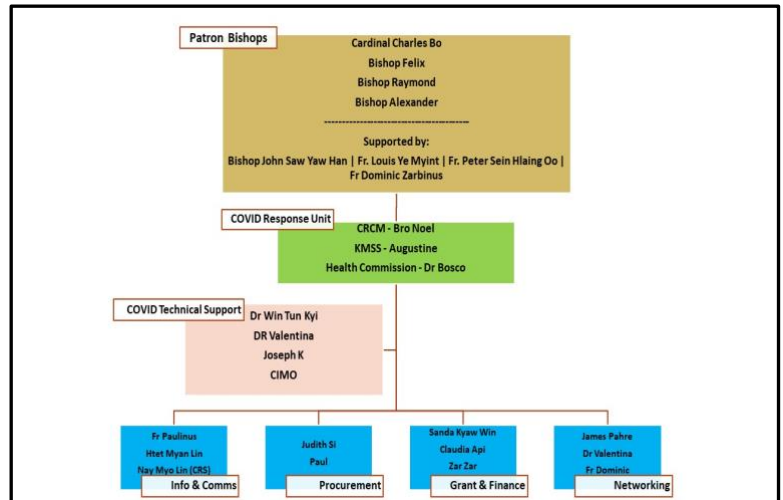 Patron Bishops
Cardinal Charles Bo
Bishop Felix
Bishop Raymond
Bishop Alexander
----------------------------------------
Supported by:
Bishop John Saw Yaw Han | Fr. Louis Ye Myint | Fr. Peter Sein Hlaing Oo |
Fr Dominic Zarbinus
COVID Response Unit
CRCM - Bro Noel
KMSS - Augustine
Health Commission - Dr Bosco
COVID Technical Support
Dr Win Tun Kyi
DR Valentina
Joseph K
CIMO
Fr Paulinus
Htet Myan Lin
Nay Myo Lin (CRS)
Info & Comms
Judith Si
Paul
Procurement
Sanda Kyaw Win
Claudia Api
Zar Zar
Grant & Finance
James Pahre
Dr Valentina
Fr Dominic
Networking